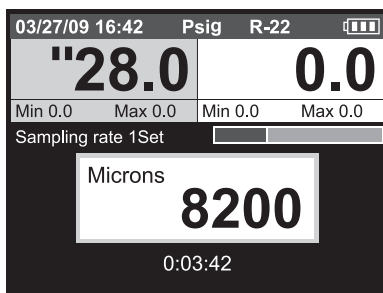 03/27/09 16:42 Psig R-22
"28.0 0.0
Min 0.0 Max 0.0 Min 0.0 Max 0.0
Sampling rate 1Set
Microns
8200
0:03:42